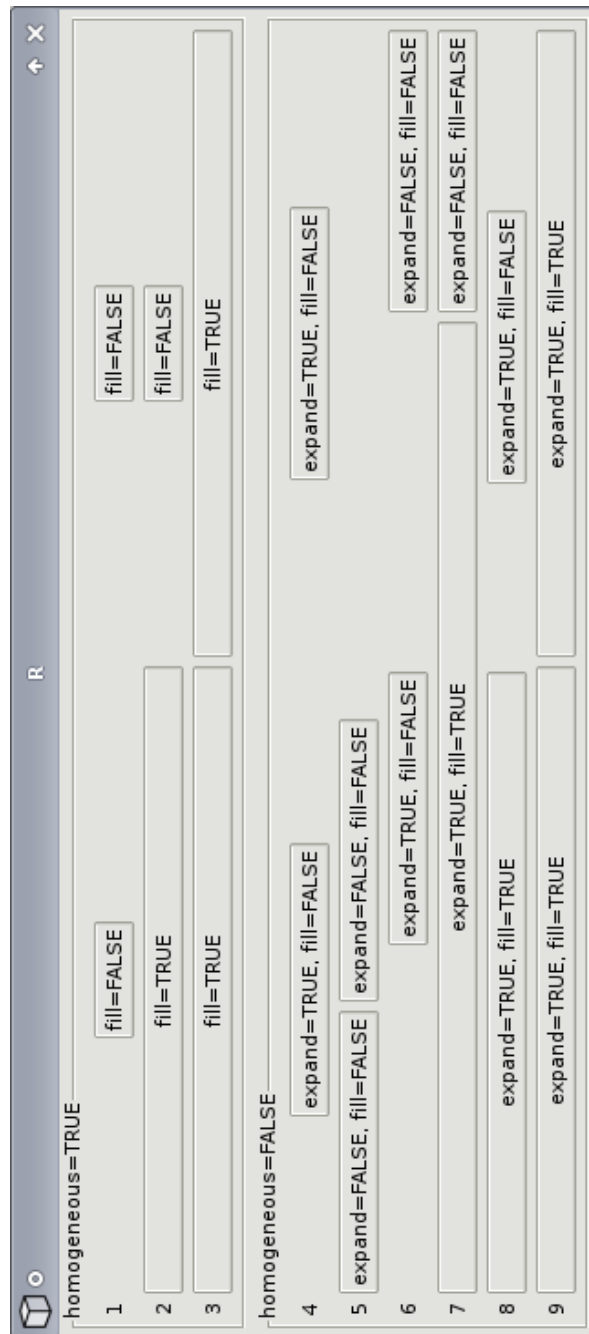 R
homogeneous=TRUE
1 fill=FALSE fill=FALSE
2 fill=TRUE fill=FALSE
3 fill=TRUE fill=TRUE
homogeneous=FALSE
4 expand=TRUE, fill=FALSE expand=TRUE, fill=FALSE
5 expand=FALSE, fill=FALSE expand=FALSE, fill=FALSE
6 expand=TRUE, fill=FALSE expand=FALSE, fill=FALSE
7 expand=TRUE, fill=TRUE expand=FALSE, fill=FALSE
8 expand=TRUE, fill=TRUE expand=TRUE, fill=FALSE
9 expand=TRUE, fill=TRUE expand=TRUE, fill=TRUE